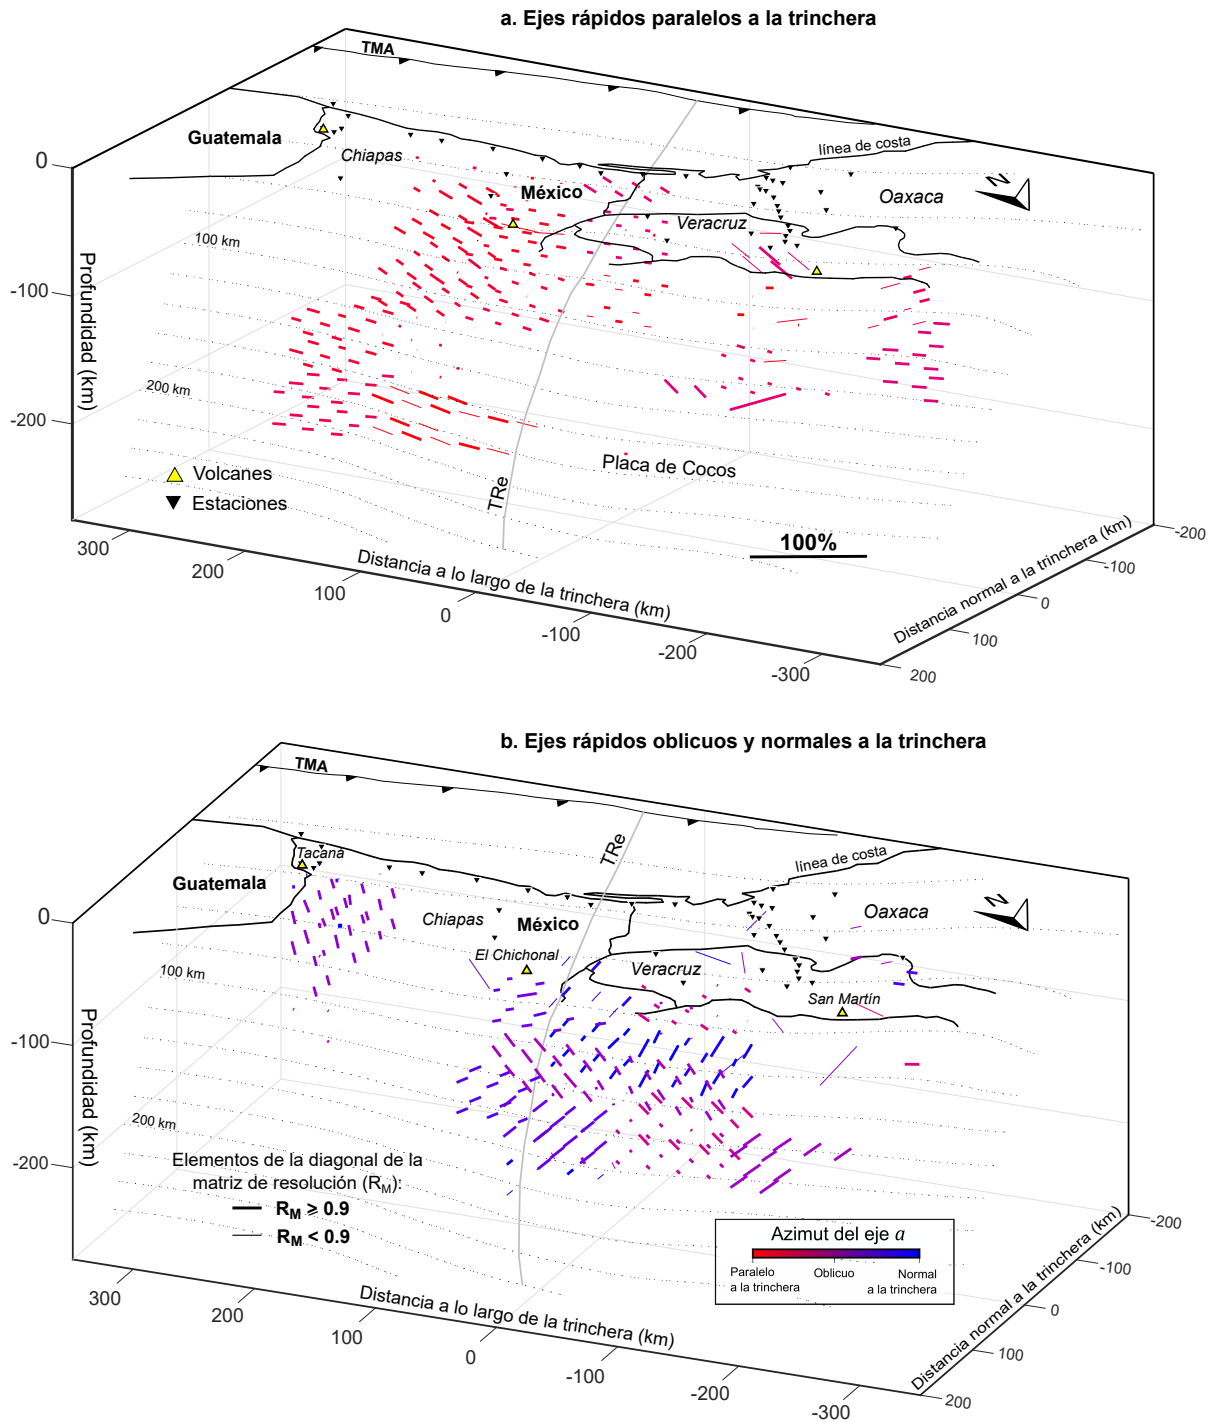 a. Ejes rápidos paralelos a la trinchera
TMA
línea de costa
Guatemala
Chiapas
México
Oaxaca
N
Veracruz
0
-100
-200
Profundidad (km)
100 km
200 km
Placa de Cocos
TRe
Volcanes
Estaciones
100%
300
200
100
0
-100
-200
-300
Distancia a lo largo de la trinchera (km)
Distancia normal a la trinchera (km)
-200
-100
0
100
200
b. Ejes rápidos oblicuos y normales a la trinchera
TMA
TRe
línea de costa
Tacaná
Guatemala
Chiapas
México
Oaxaca
N
El Chichonal
Veracruz
San Martín
0
-100
-200
Profundidad (km)
100 km
200 km
Elementos de la diagonal de la
matriz de resolución (RM):
RM ⩾ 0.9
RM < 0.9
Azimut del eje a
Paralelo
a la trinchera
Oblicuo
Normal
a la trinchera
300
200
100
0
-100
-200
-300
Distancia a lo largo de la trinchera (km)
Distancia normal a la trinchera (km)
-200
-100
0
100
200